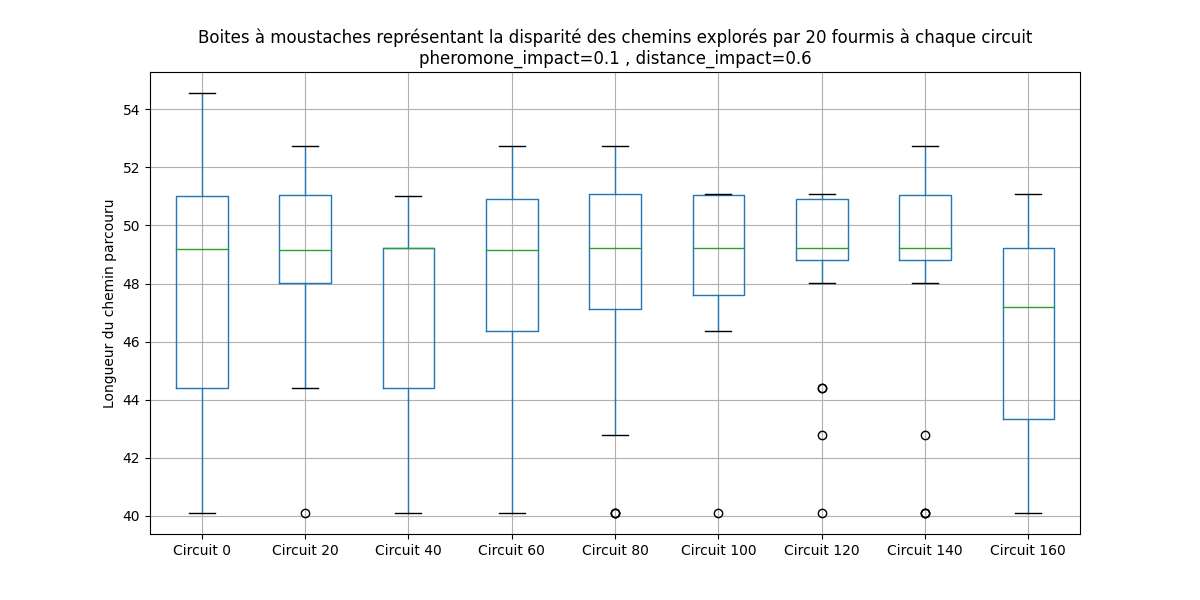 Boites à moustaches représentant la disparité des chemins explorés par 20 fourmis à chaque circuit
pheromone_impact=0.1 , distance_impact=0.6
Longueur du chemin parcouru
54
52
50
48
46
44
42
40
Circuit 0
Circuit 20
Circuit 40
Circuit 60
Circuit 80
Circuit 100
Circuit 120
Circuit 140
Circuit 160